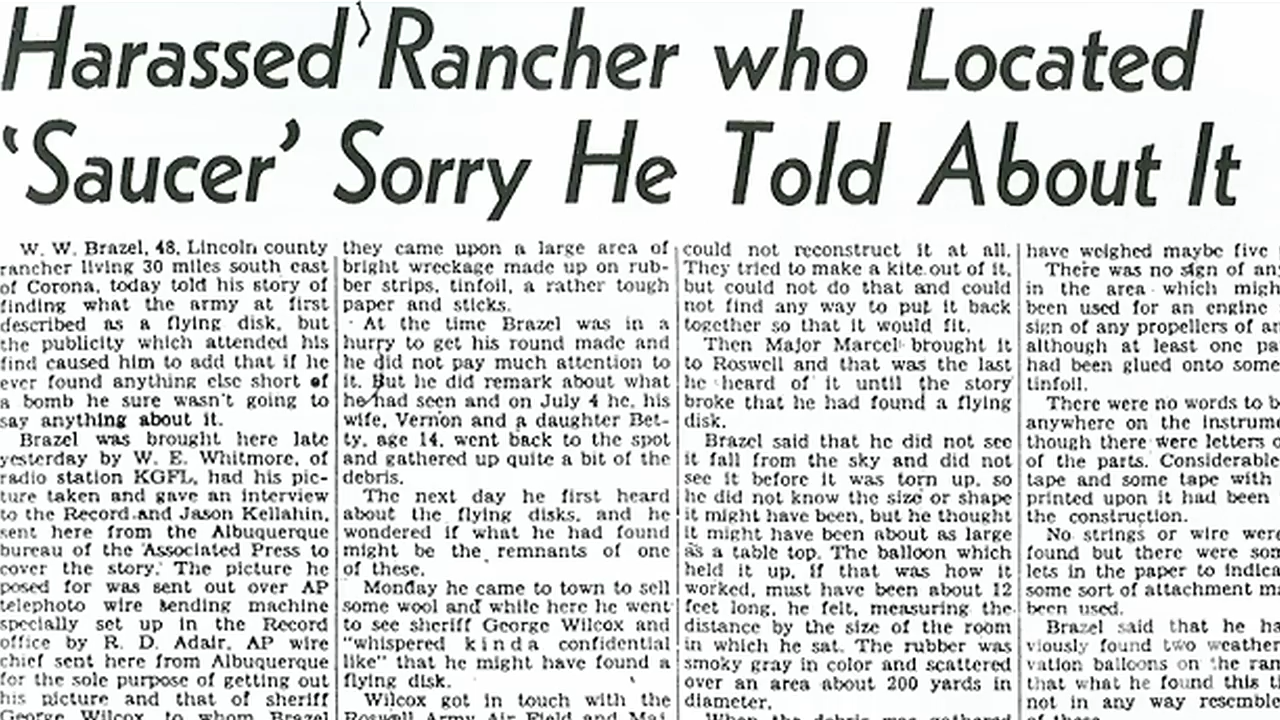 Harassed Rancher who Located
'Saucer' Sorry He Told About It
W. W. Brazel, 48, Lincoln county
rancher living 30 miles south east
of Corona, today told his story of
finding what the army at first
described as a flying disk, but
the publicity which attended his
find caused him to add that if he
ever found anything else short of
a bomb he sure wasn't going to
say anything about it.
Brazel was brought here late
yesterday by W. E. Whitmore, of
radio station KGFL, had his pic-
ture taken and gave an interview
to the Record and Jason Kellahin,
sent here from the Albuquerque
bureau of the Associated Press to
cover the story. The picture he
posed for was sent out over AP
telephoto wire sending machine
specially set up in the Record
office by R. D. Adair, AP wire
chief sent here from Albuquerque
for the sole purpose of getting out
his picture and that of sheriff
George Wilcox, to whom Brazel
they came upon a large area of
bright wreckage made up on rub-
ber strips, tinfoil, a rather tough
paper and sticks.
At the time Brazel was in a
hurry to get his round made and
he did not pay much attention to
it. But he did remark about what
he had seen and on July 4 he, his
wife, Vernon and a daughter Bet-
ty, age 14, went back to the spot
and gathered up quite a bit of the
debris.
The next day he first heard
about the flying disks, and he
wondered if what he had found
might be the remnants of one
of these.
Monday he came to town to sell
some wool and while here he went
to see sheriff George Wilcox and
"whispered kinda confidential
like" that he might have found a
flying disk.
Wilcox got in touch with the
Roswell Army Air Field and Maj.
could not reconstruct it at all.
They tried to make a kite out of it,
but could not do that and could
not find any way to put it back
together so that it would fit.
Then Major Marcel brought it
to Roswell and that was the last
he heard of it until the story
broke that he had found a flying
disk.
Brazel said that he did not see
it fall from the sky and did not
see it before it was torn up, so
he did not know the size or shape
it might have been, but he thought
it might have been about as large
as a table top. The balloon which
held it up, if that was how it
worked, must have been about 12
feet long, he felt, measuring the
distance by the size of the room
in which he sat. The rubber was
smoky gray in color and scattered
over an area about 200 yards in
diameter.
When the debris was gathered
have weighed maybe five
There was no sign of an
in the area which migh
been used for an engine
sign of any propellers of a
although at least one pa
had been glued onto some
tinfoil.
There were no words to b
anywhere on the instrum
though there were letters o
of the parts. Considerable
tape and some tape with
printed upon it had been
the construction.
No strings or wire were
found but there were som
lets in the paper to indica
some sort of attachment m
been used.
Brazel said that he ha
viously found two weather
vation balloons on the ran
that what he found this t
not in any way resemble
of these.